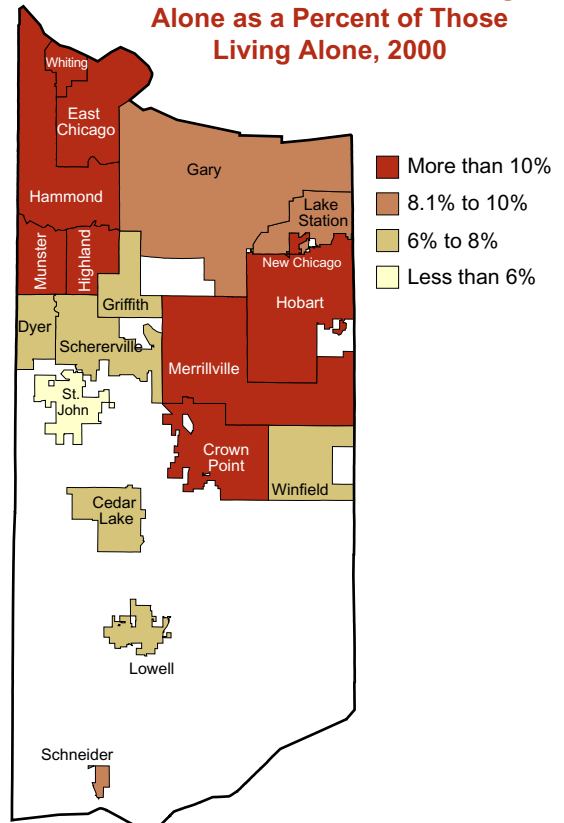 Alone as a Percent of Those
Living Alone, 2000
Whiting
East
Chicago
Gary
Hammond
Lake
Station
Munster
Highland
New Chicago
Hobart
Griffith
Dyer
Schererville
Merrillville
St.
John
Crown
Point
Winfield
Cedar
Lake
Lowell
Schneider
More than 10%
8.1% to 10%
6% to 8%
Less than 6%